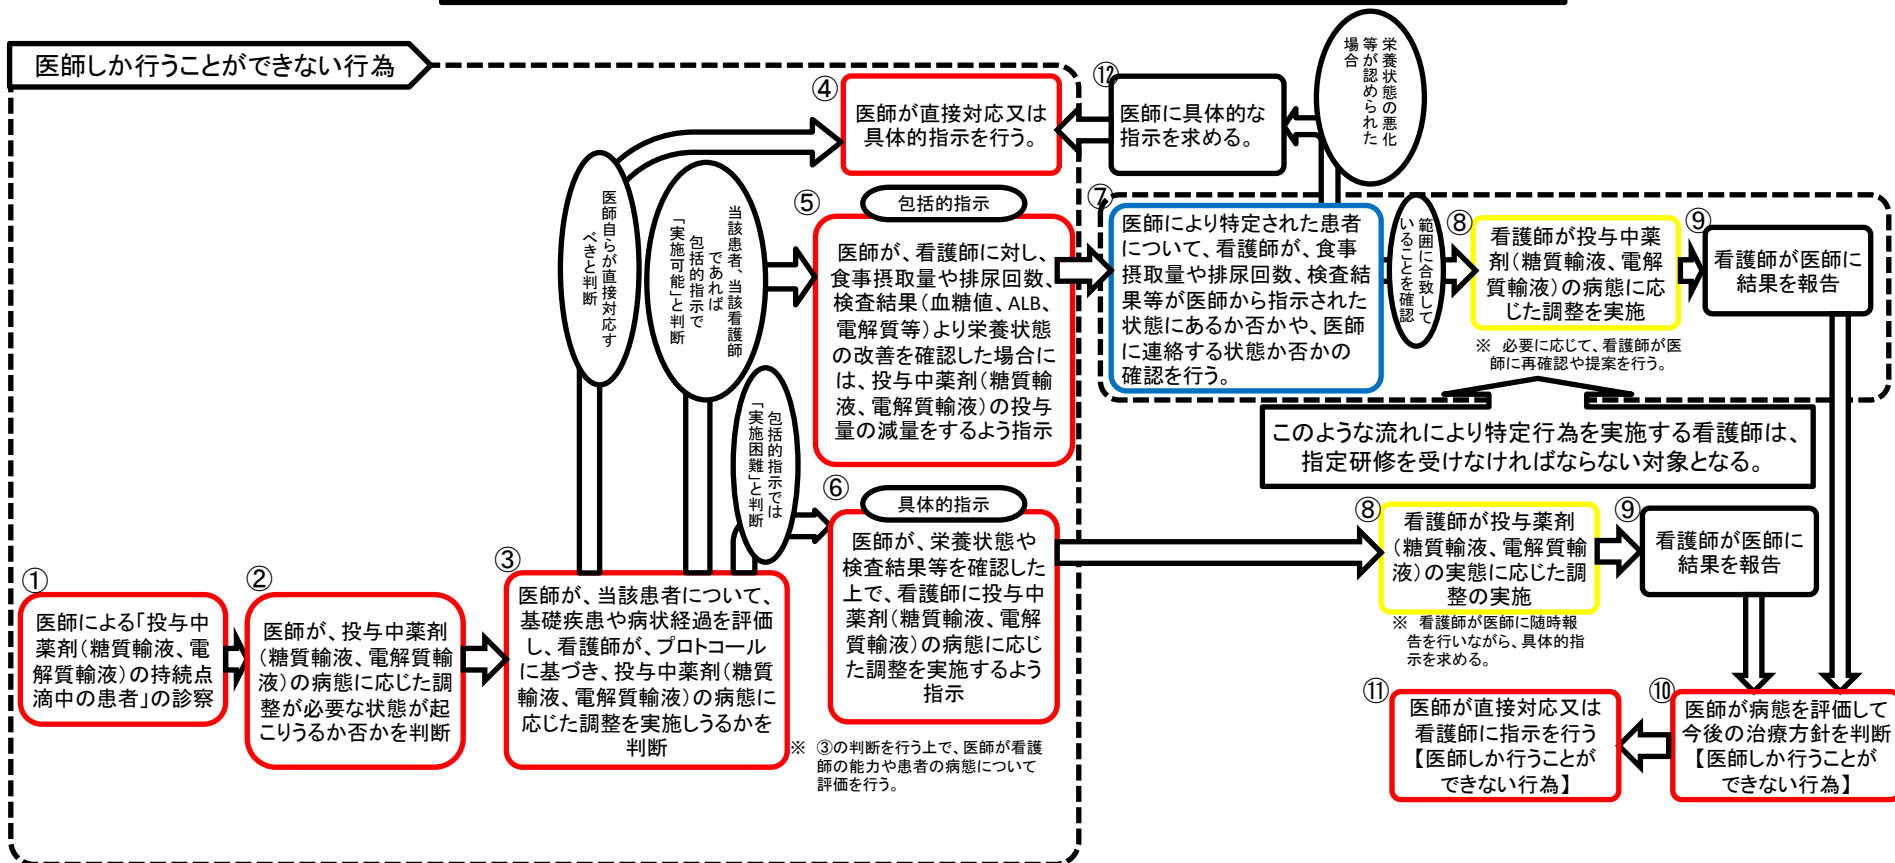 医師しか行うことができない行為
①
医師による「投与中
薬剤（糖質輸液、電
解質輸液）の持続点
滴中の患者」の診察
②
医師が、投与中薬剤
（糖質輸液、電解質輸
液）の病態に応じた調
整が必要な状態が起
こりうるか否かを判断
③
医師が、当該患者について、
基礎疾患や病状経過を評価
し、看護師が、プロトコール
に基づき、投与中薬剤（糖質
輸液、電解質輸液）の病態に
応じた調整を実施しうるかを
判断
※ ③の判断を行う上で、医師が看護
師の能力や患者の病態について
評価を行う。
医師自らが直接対応す
べきと判断
当該患者、当該看護師
であれば
包括的指示で
「実施可能」と判断
包括的指示では
「実施困難」と判断
④
医師が直接対応又は
具体的指示を行う。
⑤
包括的指示
医師が、看護師に対し、
食事摂取量や排尿回数、
検査結果（血糖値、ALB、
電解質等）より栄養状態
の改善を確認した場合に
は、投与中薬剤（糖質輸
液、電解質輸液）の投与
量の減量をするよう指示
⑥
具体的指示
医師が、栄養状態や
検査結果等を確認した
上で、看護師に投与中
薬剤（糖質輸液、電解
質輸液）の病態に応じ
た調整を実施するよう
指示
⑫
医師に具体的な
指示を求める。
栄養状態の悪化
等が認められた
場合
⑦
医師により特定された患者
について、看護師が、食事
摂取量や排尿回数、検査結
果等が医師から指示された
状態にあるか否かや、医師
に連絡する状態か否かの
確認を行う。
範囲に合致して
いることを確認
⑧
看護師が投与中薬
剤（糖質輸液、電解
質輸液）の病態に応
じた調整を実施
※ 必要に応じて、看護師が医
師に再確認や提案を行う。
⑨
看護師が医師に
結果を報告
このような流れにより特定行為を実施する看護師は、
指定研修を受けなければならない対象となる。
⑧
看護師が投与薬剤
（糖質輸液、電解質輸
液）の実態に応じた調
整の実施
※ 看護師が医師に随時報
告を行いながら、具体的指
示を求める。
⑨
看護師が医師に
結果を報告
⑩
医師が病態を評価して
今後の治療方針を判断
【医師しか行うことが
できない行為】
⑪
医師が直接対応又は
看護師に指示を行う
【医師しか行うことが
できない行為】